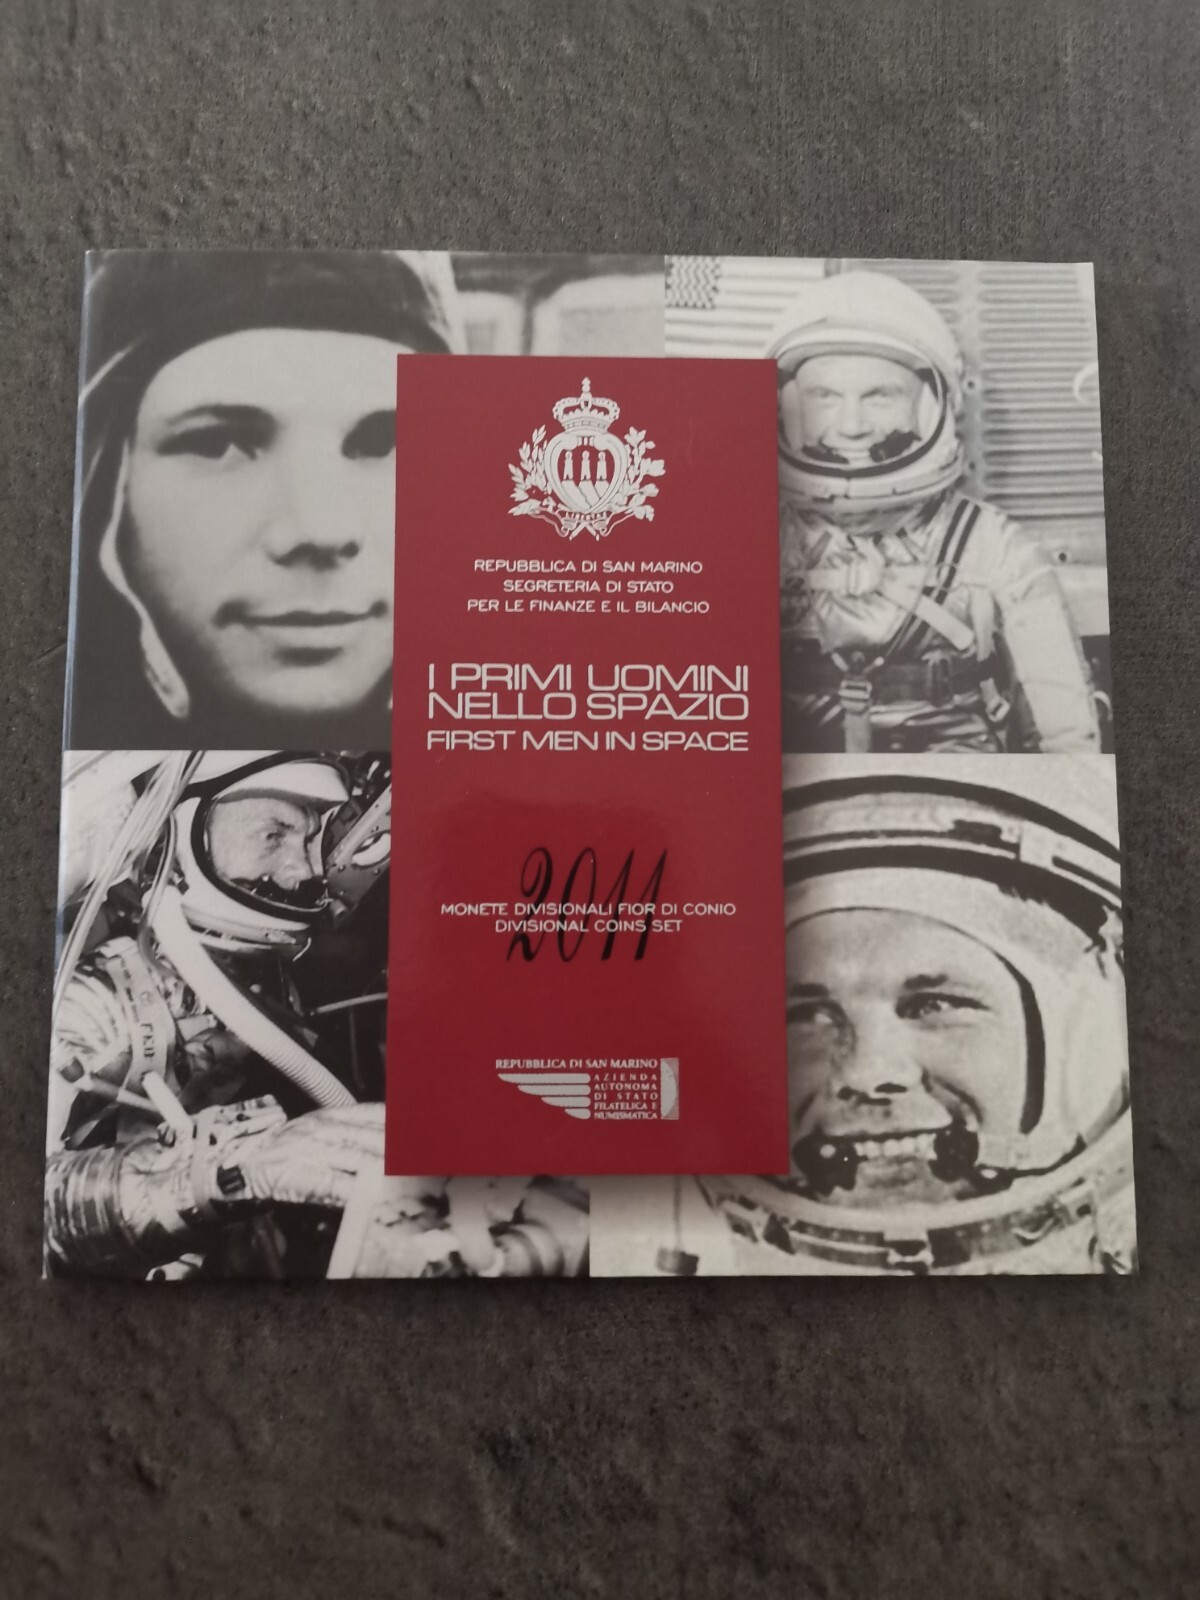 LIBERTAS
REPUBBLICA DI SAN MARINO
SEGRETERIA DI STATO
PER LE FINANZE E IL BILANCIO
I PRIMI UOMINI
NELLO SPAZIO
FIRST MEN IN SPACE
2011
MONETE DIVISIONALI FIOR DI CONIO
DIVISIONAL COINS SET
REPUBBLICA DI SAN MARINO
AZIENDA
AUTONOMA
DI STATO
FILATELICA E
NUMISMATICA